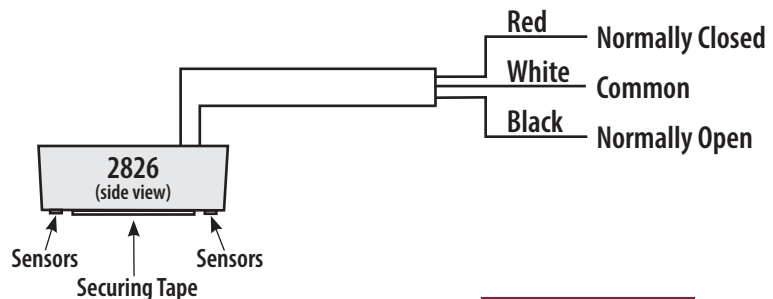 Red
Normally Closed
White
Common
Black
Normally Open
2826
(side view)
Sensors
Sensors
Securing Tape